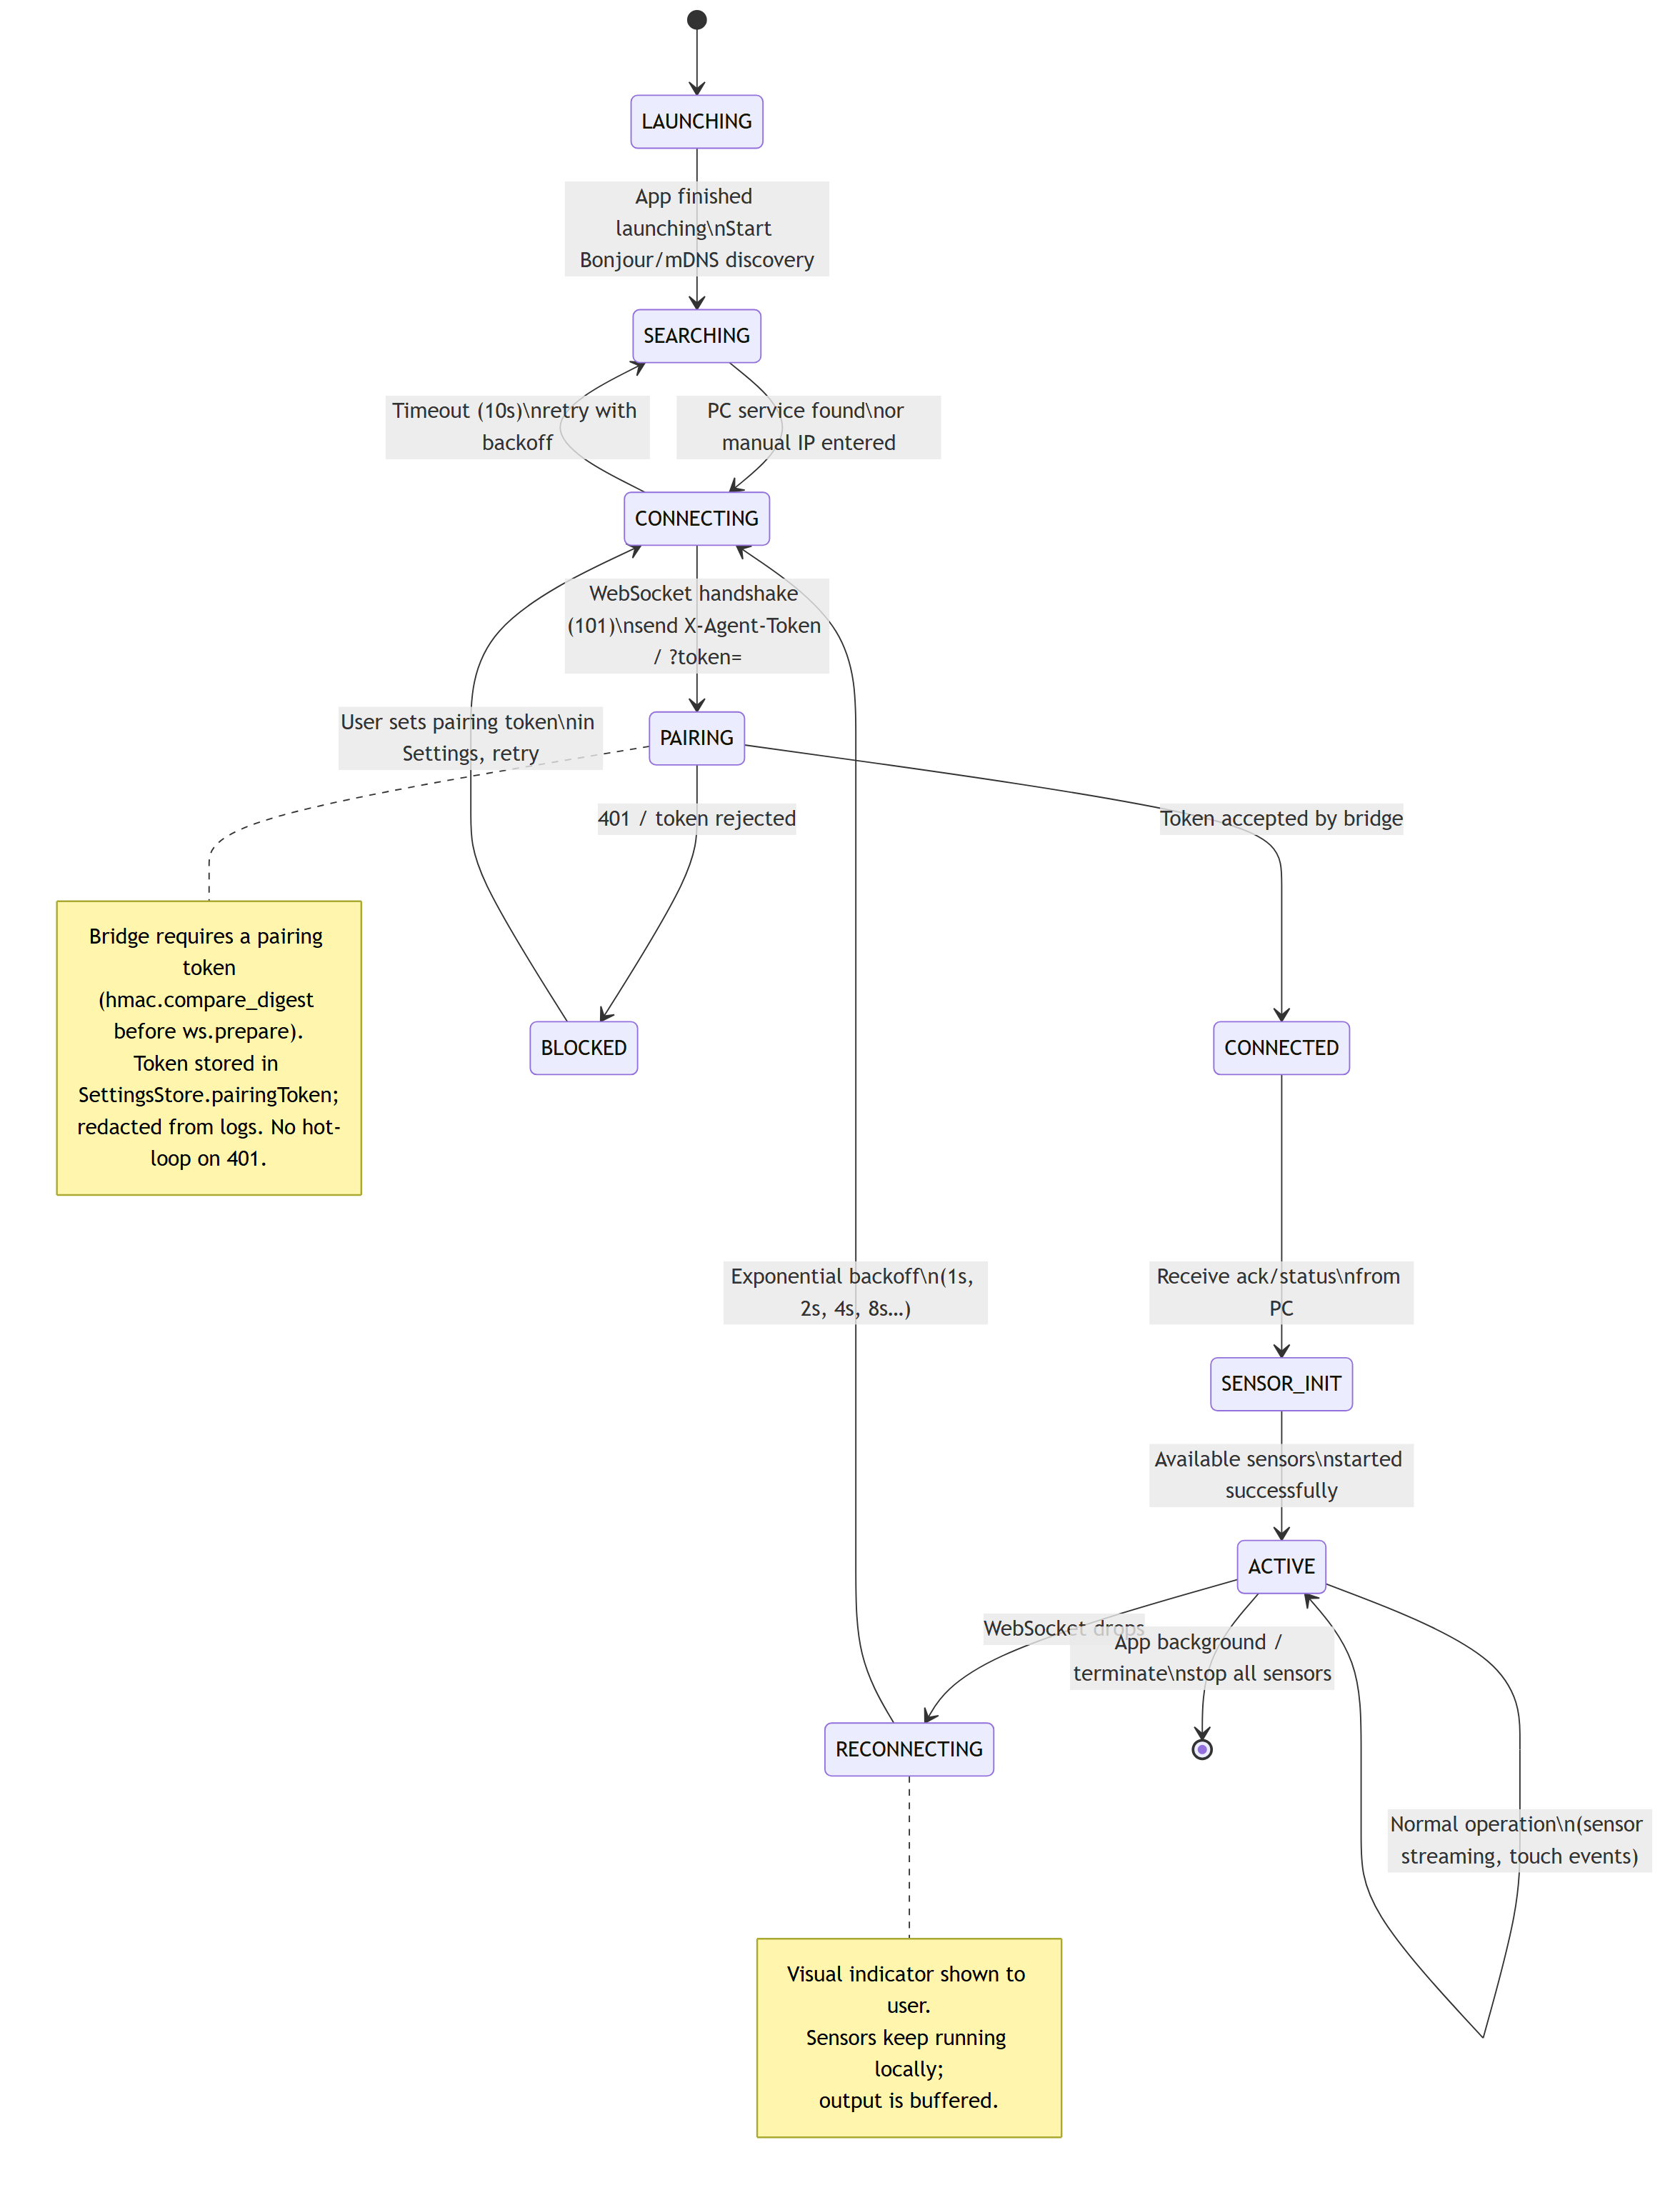 LAUNCHING
App finished
launching\nStart
Bonjour/mDNS discovery
SEARCHING
Timeout (10s)\nretry with
backoff
PC service found\nor
manual IP entered
CONNECTING
WebSocket handshake
(101)\nsend X-Agent-Token
/ ?token=
User sets pairing token\nin
Settings, retry
PAIRING
401 / token rejected
Token accepted by bridge
Bridge requires a pairing
token
(hmac.compare_digest
before ws.prepare).
Token stored in
SettingsStore.pairingToken;
redacted from logs. No hot-
loop on 401.
BLOCKED
CONNECTED
Exponential backoff\n(1s,
2s, 4s, 8s...)
Receive ack/status\nfrom
PC
SENSOR_INIT
Available sensors\nstarted
successfully
ACTIVE
WebSocket drops
App background /
terminate\nstop all sensors
RECONNECTING
Normal operation\n(sensor
streaming, touch events)
Visual indicator shown to
user.
Sensors keep running
locally;
output is buffered.